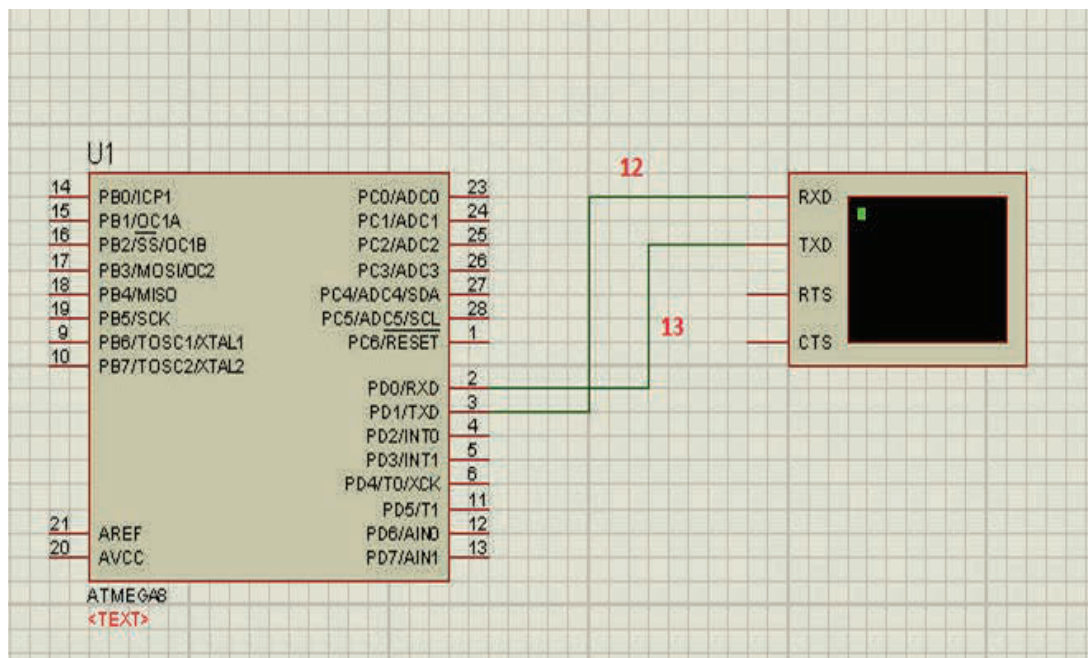 U1
12
13
14 PB0/ICP1
15 PB1/OC1A
16 PB2/SS/OC1B
17 PB3/MOSI/OC2
18 PB4/MISO
19 PB5/SCK
9 PB6/TOSC1/XTAL1
10 PB7/TOSC2/XTAL2
21 AREF
20 AVCC
PC0/ADC0 23
PC1/ADC1 24
PC2/ADC2 25
PC3/ADC3 26
PC4/ADC4/SDA 27
PC5/ADC5/SCL 28
PC6/RESET 1
PD0/RXD 2
PD1/TXD 3
PD2/INT0 4
PD3/INT1 5
PD4/T0/XCK 6
PD5/T1 11
PD6/AIN0 12
PD7/AIN1 13
ATMEGA8
<TEXT>
RXD
TXD
RTS
CTS